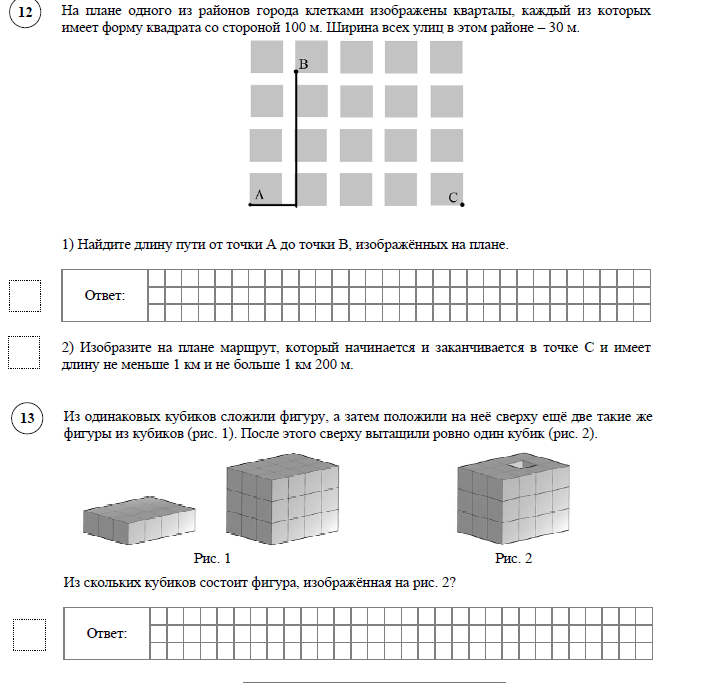 12
На плане одного из районов города клетками изображены кварталы, каждый из которых
имеет форму квадрата со стороной 100 м. Ширина всех улиц в этом районе – 30 м.
B
A
C
1) Найдите длину пути от точки А до точки В, изображённых на плане.
Ответ:
2) Изобразите на плане маршрут, который начинается и заканчивается в точке С и имеет
длину не меньше 1 км и не больше 1 км 200 м.
13
Из одинаковых кубиков сложили фигуру, а затем положили на неё сверху ещё две такие же
фигуры из кубиков (рис. 1). После этого сверху вытащили ровно один кубик (рис. 2).
Рис. 1
Рис. 2
Из скольких кубиков состоит фигура, изображённая на рис. 2?
Ответ: